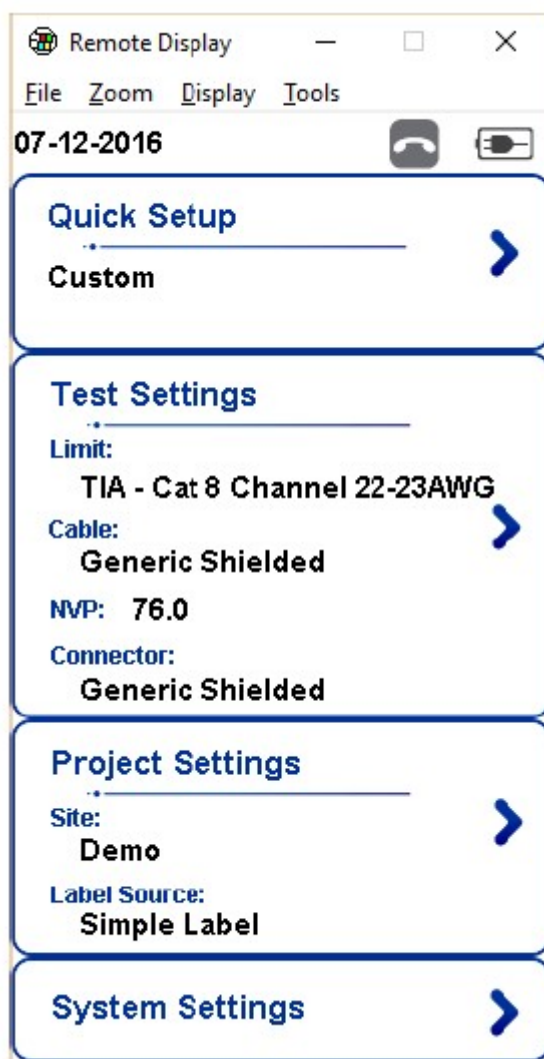 Remote Display
File Zoom Display Tools
07-12-2016
Quick Setup
Custom
Test Settings
Limit:
TIA - Cat 8 Channel 22-23AWG
Cable:
Generic Shielded
NVP: 76.0
Connector:
Generic Shielded
Project Settings
Site:
Demo
Label Source:
Simple Label
System Settings